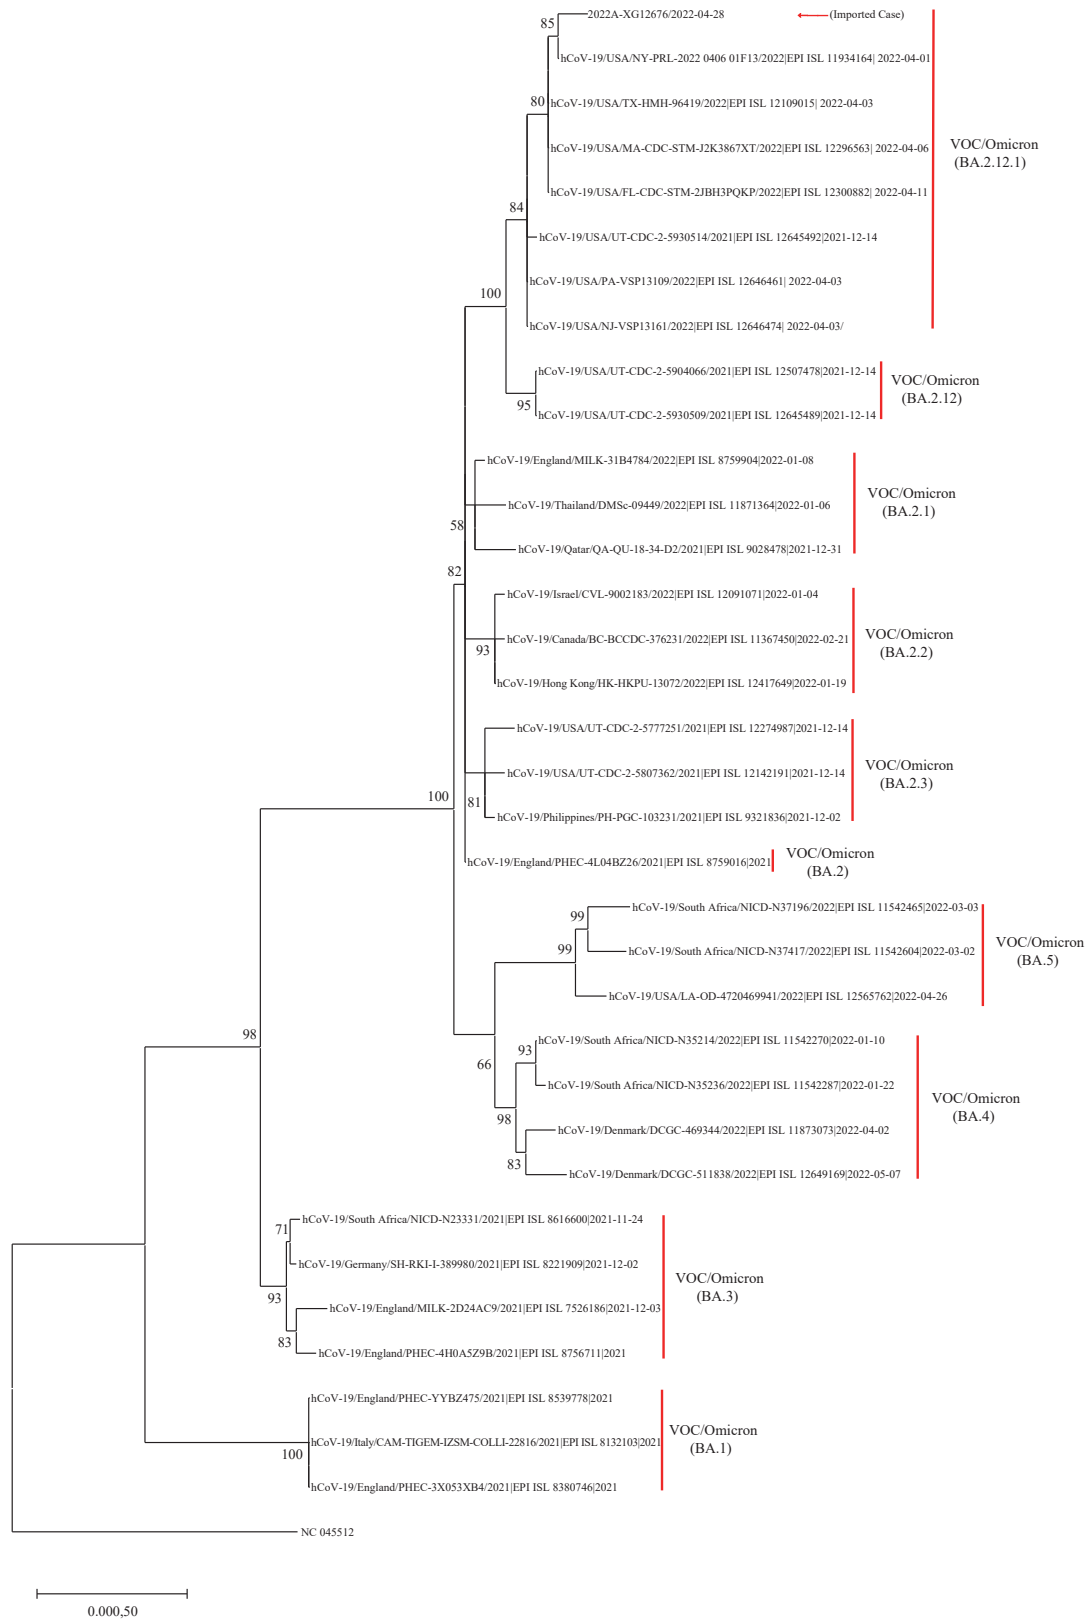 85
2022A-XG12676/2022-04-28
(Imported Case)
hCoV-19/USA/NY-PRL-2022 0406 01F13/2022|EPI ISL 11934164| 2022-04-01
80
hCoV-19/USA/TX-HMH-96419/2022|EPI ISL 12109015| 2022-04-03
hCoV-19/USA/MA-CDC-STM-J2K3867XT/2022|EPI ISL 12296563| 2022-04-06
VOC/Omicron
(BA.2.12.1)
hCoV-19/USA/FL-CDC-STM-2JBH3PQKP/2022|EPI ISL 12300882| 2022-04-11
84
hCoV-19/USA/UT-CDC-2-5930514/2021|EPI ISL 12645492|2021-12-14
hCoV-19/USA/PA-VSP13109/2022|EPI ISL 12646461| 2022-04-03
100
hCoV-19/USA/NJ-VSP13161/2022|EPI ISL 12646474| 2022-04-03/
hCoV-19/USA/UT-CDC-2-5904066/2021|EPI ISL 12507478|2021-12-14
VOC/Omicron
(BA.2.12)
95
hCoV-19/USA/UT-CDC-2-5930509/2021|EPI ISL 12645489|2021-12-14
hCoV-19/England/MILK-31B4784/2022|EPI ISL 8759904|2022-01-08
hCoV-19/Thailand/DMSc-09449/2022|EPI ISL 11871364|2022-01-06
VOC/Omicron
(BA.2.1)
58
hCoV-19/Qatar/QA-QU-18-34-D2/2021|EPI ISL 9028478|2021-12-31
82
hCoV-19/Israel/CVL-9002183/2022|EPI ISL 12091071|2022-01-04
hCoV-19/Canada/BC-BCCDC-376231/2022|EPI ISL 11367450|2022-02-21
VOC/Omicron
(BA.2.2)
93
hCoV-19/Hong Kong/HK-HKPU-13072/2022|EPI ISL 12417649|2022-01-19
hCoV-19/USA/UT-CDC-2-5777251/2021|EPI ISL 12274987|2021-12-14
hCoV-19/USA/UT-CDC-2-5807362/2021|EPI ISL 12142191|2021-12-14
VOC/Omicron
(BA.2.3)
100
81
hCoV-19/Philippines/PH-PGC-103231/2021|EPI ISL 9321836|2021-12-02
hCoV-19/England/PHEC-4L04BZ26/2021|EPI ISL 8759016|2021
VOC/Omicron
(BA.2)
99
hCoV-19/South Africa/NICD-N37196/2022|EPI ISL 11542465|2022-03-03
99
hCoV-19/South Africa/NICD-N37417/2022|EPI ISL 11542604|2022-03-02
VOC/Omicron
(BA.5)
hCoV-19/USA/LA-OD-4720469941/2022|EPI ISL 12565762|2022-04-26
98
93
hCoV-19/South Africa/NICD-N35214/2022|EPI ISL 11542270|2022-01-10
66
hCoV-19/South Africa/NICD-N35236/2022|EPI ISL 11542287|2022-01-22
VOC/Omicron
(BA.4)
98
hCoV-19/Denmark/DCGC-469344/2022|EPI ISL 11873073|2022-04-02
83
hCoV-19/Denmark/DCGC-511838/2022|EPI ISL 12649169|2022-05-07
71
hCoV-19/South Africa/NICD-N23331/2021|EPI ISL 8616600|2021-11-24
hCoV-19/Germany/SH-RKI-I-389980/2021|EPI ISL 8221909|2021-12-02
VOC/Omicron
(BA.3)
93
hCoV-19/England/MILK-2D24AC9/2021|EPI ISL 7526186|2021-12-03
83
hCoV-19/England/PHEC-4H0A5Z9B/2021|EPI ISL 8756711|2021
hCoV-19/England/PHEC-YYBZ475/2021|EPI ISL 8539778|2021
hCoV-19/Italy/CAM-TIGEM-IZSM-COLLI-22816/2021|EPI ISL 8132103|2021
VOC/Omicron
(BA.1)
100
hCoV-19/England/PHEC-3X053XB4/2021|EPI ISL 8380746|2021
NC 045512
0.000,50